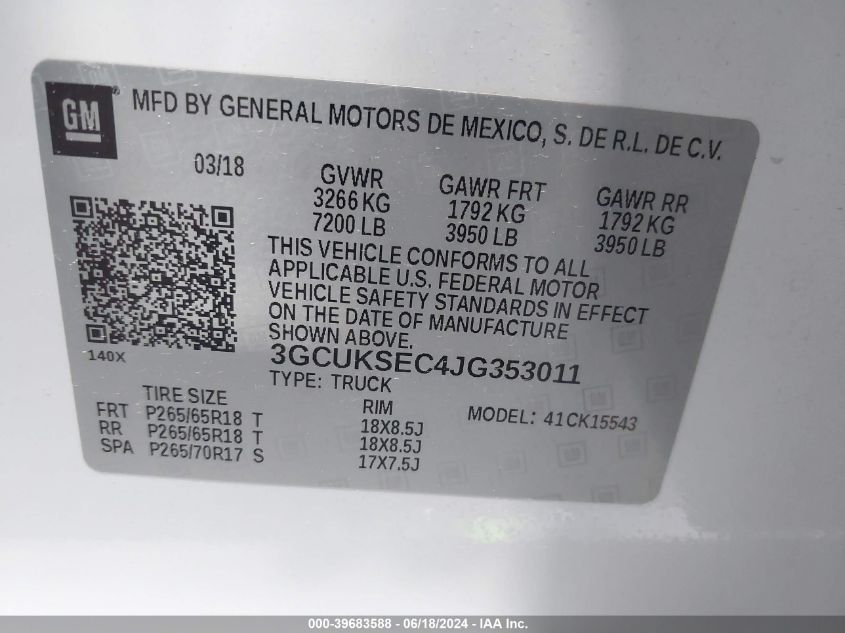 GM®
MFD BY GENERAL MOTORS DE MEXICO, S. DE R.L. DE C.V.
03/18
GVWR
3266 KG
7200 LB
GAWR FRT
1792 KG
3950 LB
GAWR RR
1792 KG
3950 LB
THIS VEHICLE CONFORMS TO ALL
APPLICABLE U.S. FEDERAL MOTOR
VEHICLE SAFETY STANDARDS IN EFFECT
ON THE DATE OF MANUFACTURE
SHOWN ABOVE.
140X
3GCUKSEC4JG353011
TYPE: TRUCK
TIRE SIZE RIM MODEL: 41CK15543
FRT P265/65R18 T 18X8.5J
RR P265/65R18 T 18X8.5J
SPA P265/70R17 S 17X7.5J
000-39683588 - 06/18/2024 - IAA Inc.